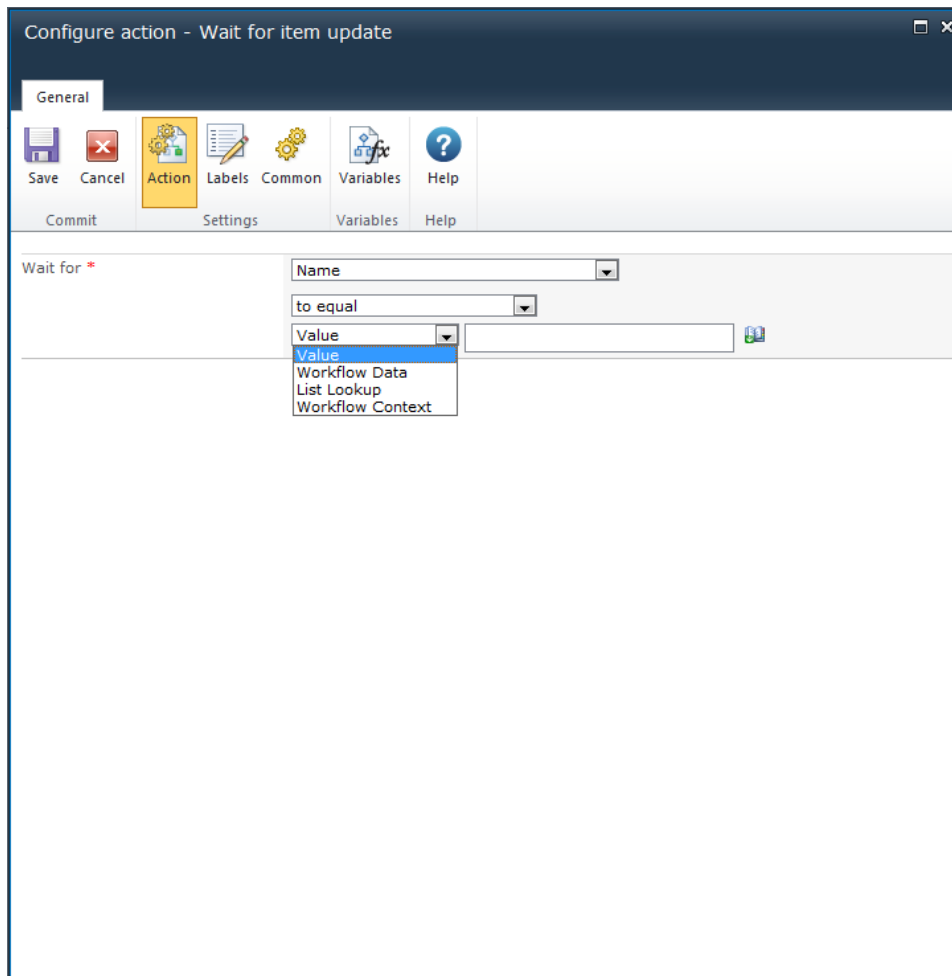 Configure action - Wait for item update
General
Save Cancel Action Labels Common Variables Help
Commit Settings Variables Help
Wait for * Name
to equal
Value
Value
Workflow Data
List Lookup
Workflow Context